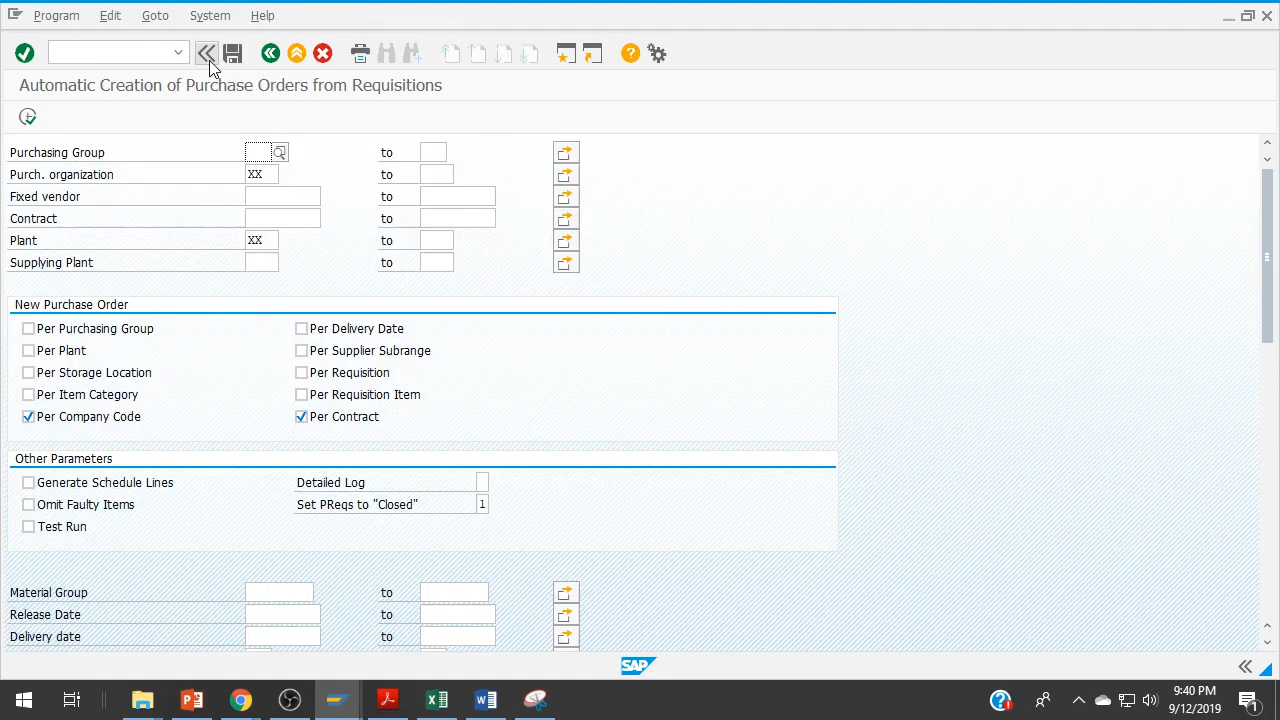 Program Edit Goto System Help
Automatic Creation of Purchase Orders from Requisitions
Purchasing Group to
Purch. organization XX to
Fixed vendor to
Contract to
Plant XX to
Supplying Plant to
New Purchase Order
Per Purchasing Group Per Delivery Date
Per Plant Per Supplier Subrange
Per Storage Location Per Requisition
Per Item Category Per Requisition Item
Per Company Code Per Contract
Other Parameters
Generate Schedule Lines Detailed Log
Omit Faulty Items Set PReqs to "Closed" 1
Test Run
Material Group to
Release Date to
Delivery date to
SAP
9:40 PM
9/12/2019
1